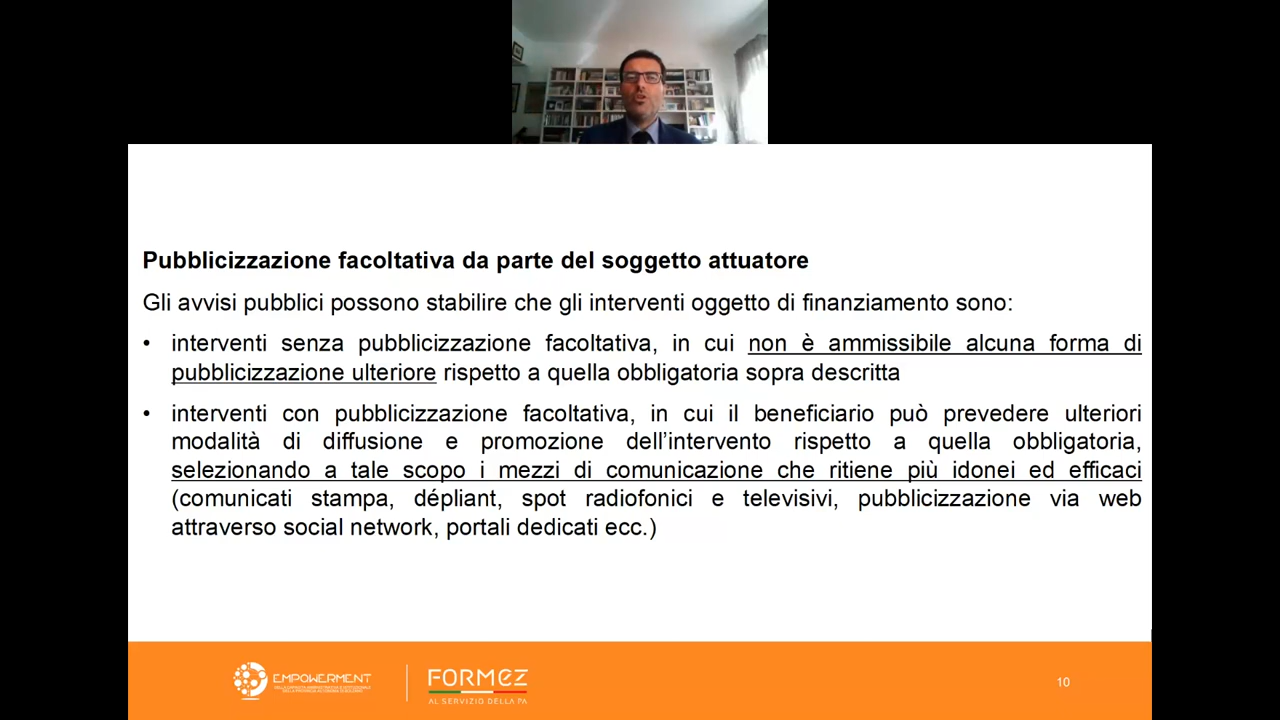 Pubblicizzazione facoltativa da parte del soggetto attuatore
Gli avvisi pubblici possono stabilire che gli interventi oggetto di finanziamento sono:
• interventi senza pubblicizzazione facoltativa, in cui non è ammissibile alcuna forma di
pubblicizzazione ulteriore rispetto a quella obbligatoria sopra descritta
• interventi con pubblicizzazione facoltativa, in cui il beneficiario può prevedere ulteriori
modalità di diffusione e promozione dell’intervento rispetto a quella obbligatoria,
selezionando a tale scopo i mezzi di comunicazione che ritiene più idonei ed efficaci
(comunicati stampa, dépliant, spot radiofonici e televisivi, pubblicizzazione via web
attraverso social network, portali dedicati ecc.)
EMPOWERMENT
FORMEZ
AL SERVIZIO DELLA PA
10